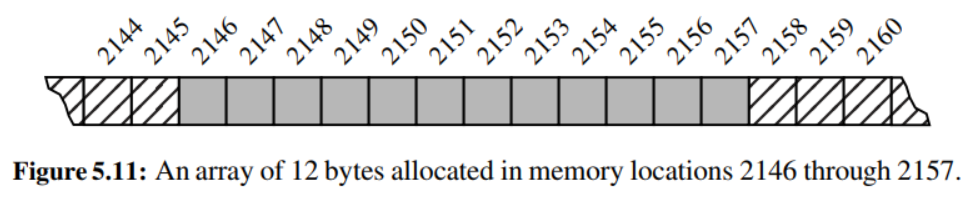 2144 2145 2146 2147 2148 2149 2150 2151 2152 2153 2154 2155 2156 2157 2158 2159 2160
Figure 5.11: An array of 12 bytes allocated in memory locations 2146 through 2157.